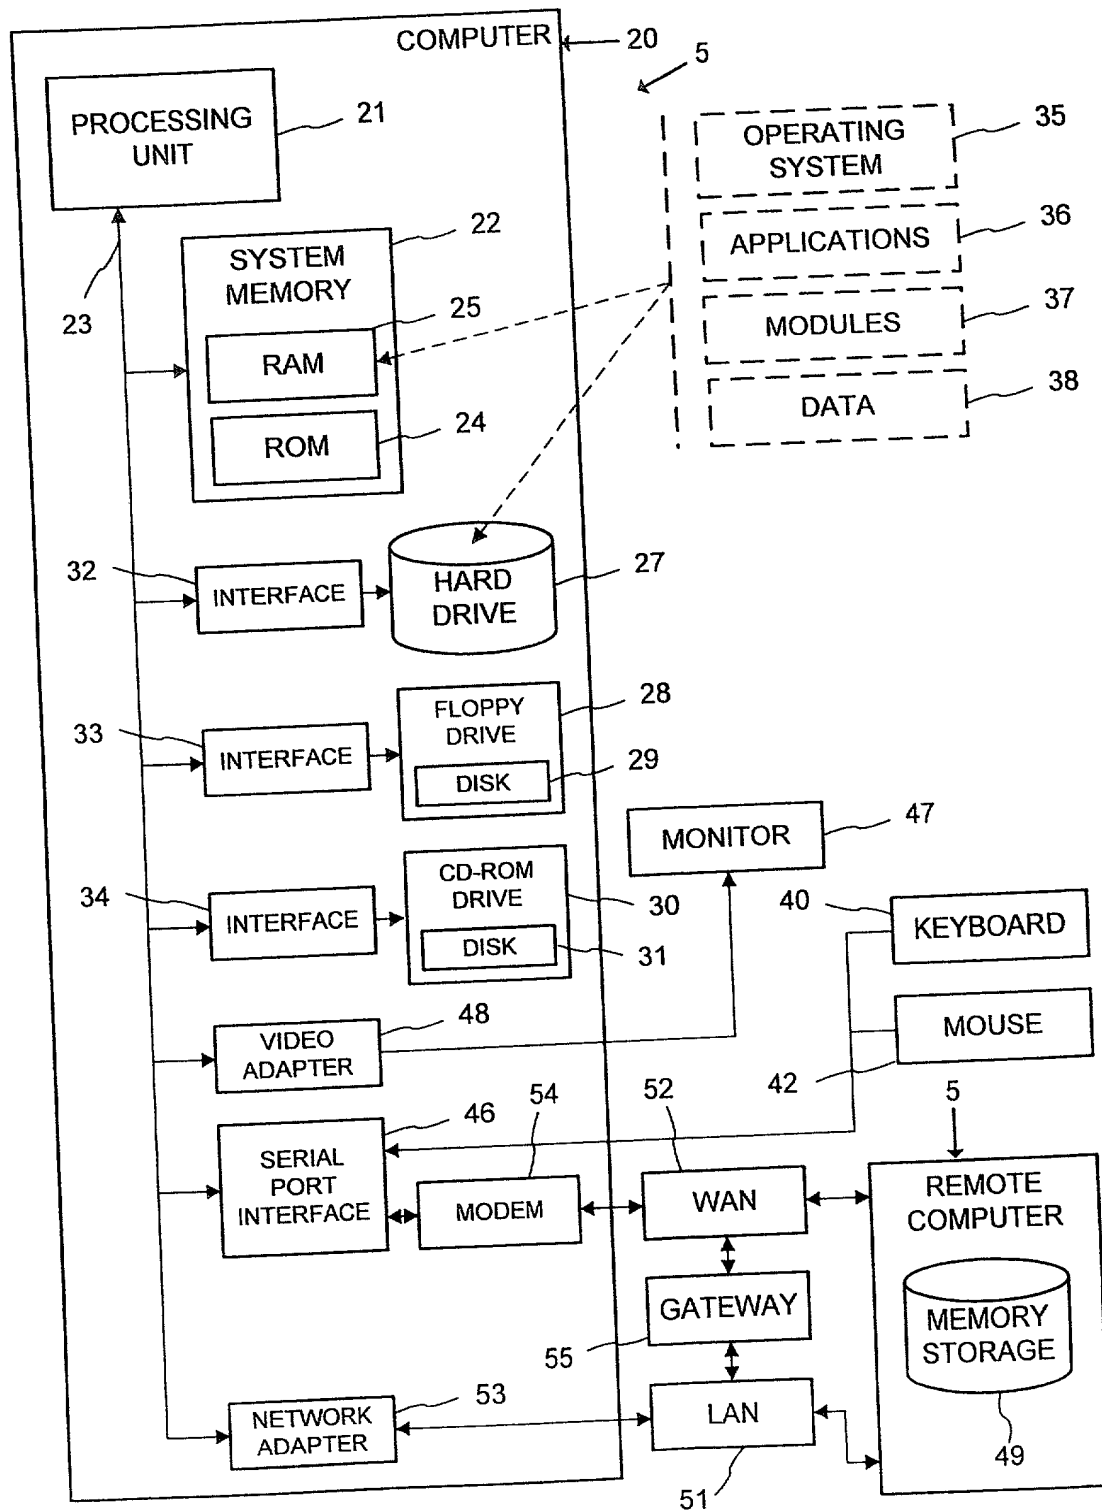 COMPUTER
20
5
PROCESSING
UNIT
21
OPERATING
SYSTEM
35
APPLICATIONS
36
MODULES
37
DATA
38
23
SYSTEM
MEMORY
22
25
RAM
ROM
24
32
INTERFACE
HARD
DRIVE
27
33
INTERFACE
FLOPPY
DRIVE
28
DISK
29
MONITOR
47
34
INTERFACE
CD-ROM
DRIVE
30
DISK
31
40
KEYBOARD
MOUSE
42
VIDEO
ADAPTER
48
SERIAL
PORT
INTERFACE
46
54
MODEM
52
WAN
5
REMOTE
COMPUTER
GATEWAY
55
MEMORY
STORAGE
49
NETWORK
ADAPTER
53
LAN
51